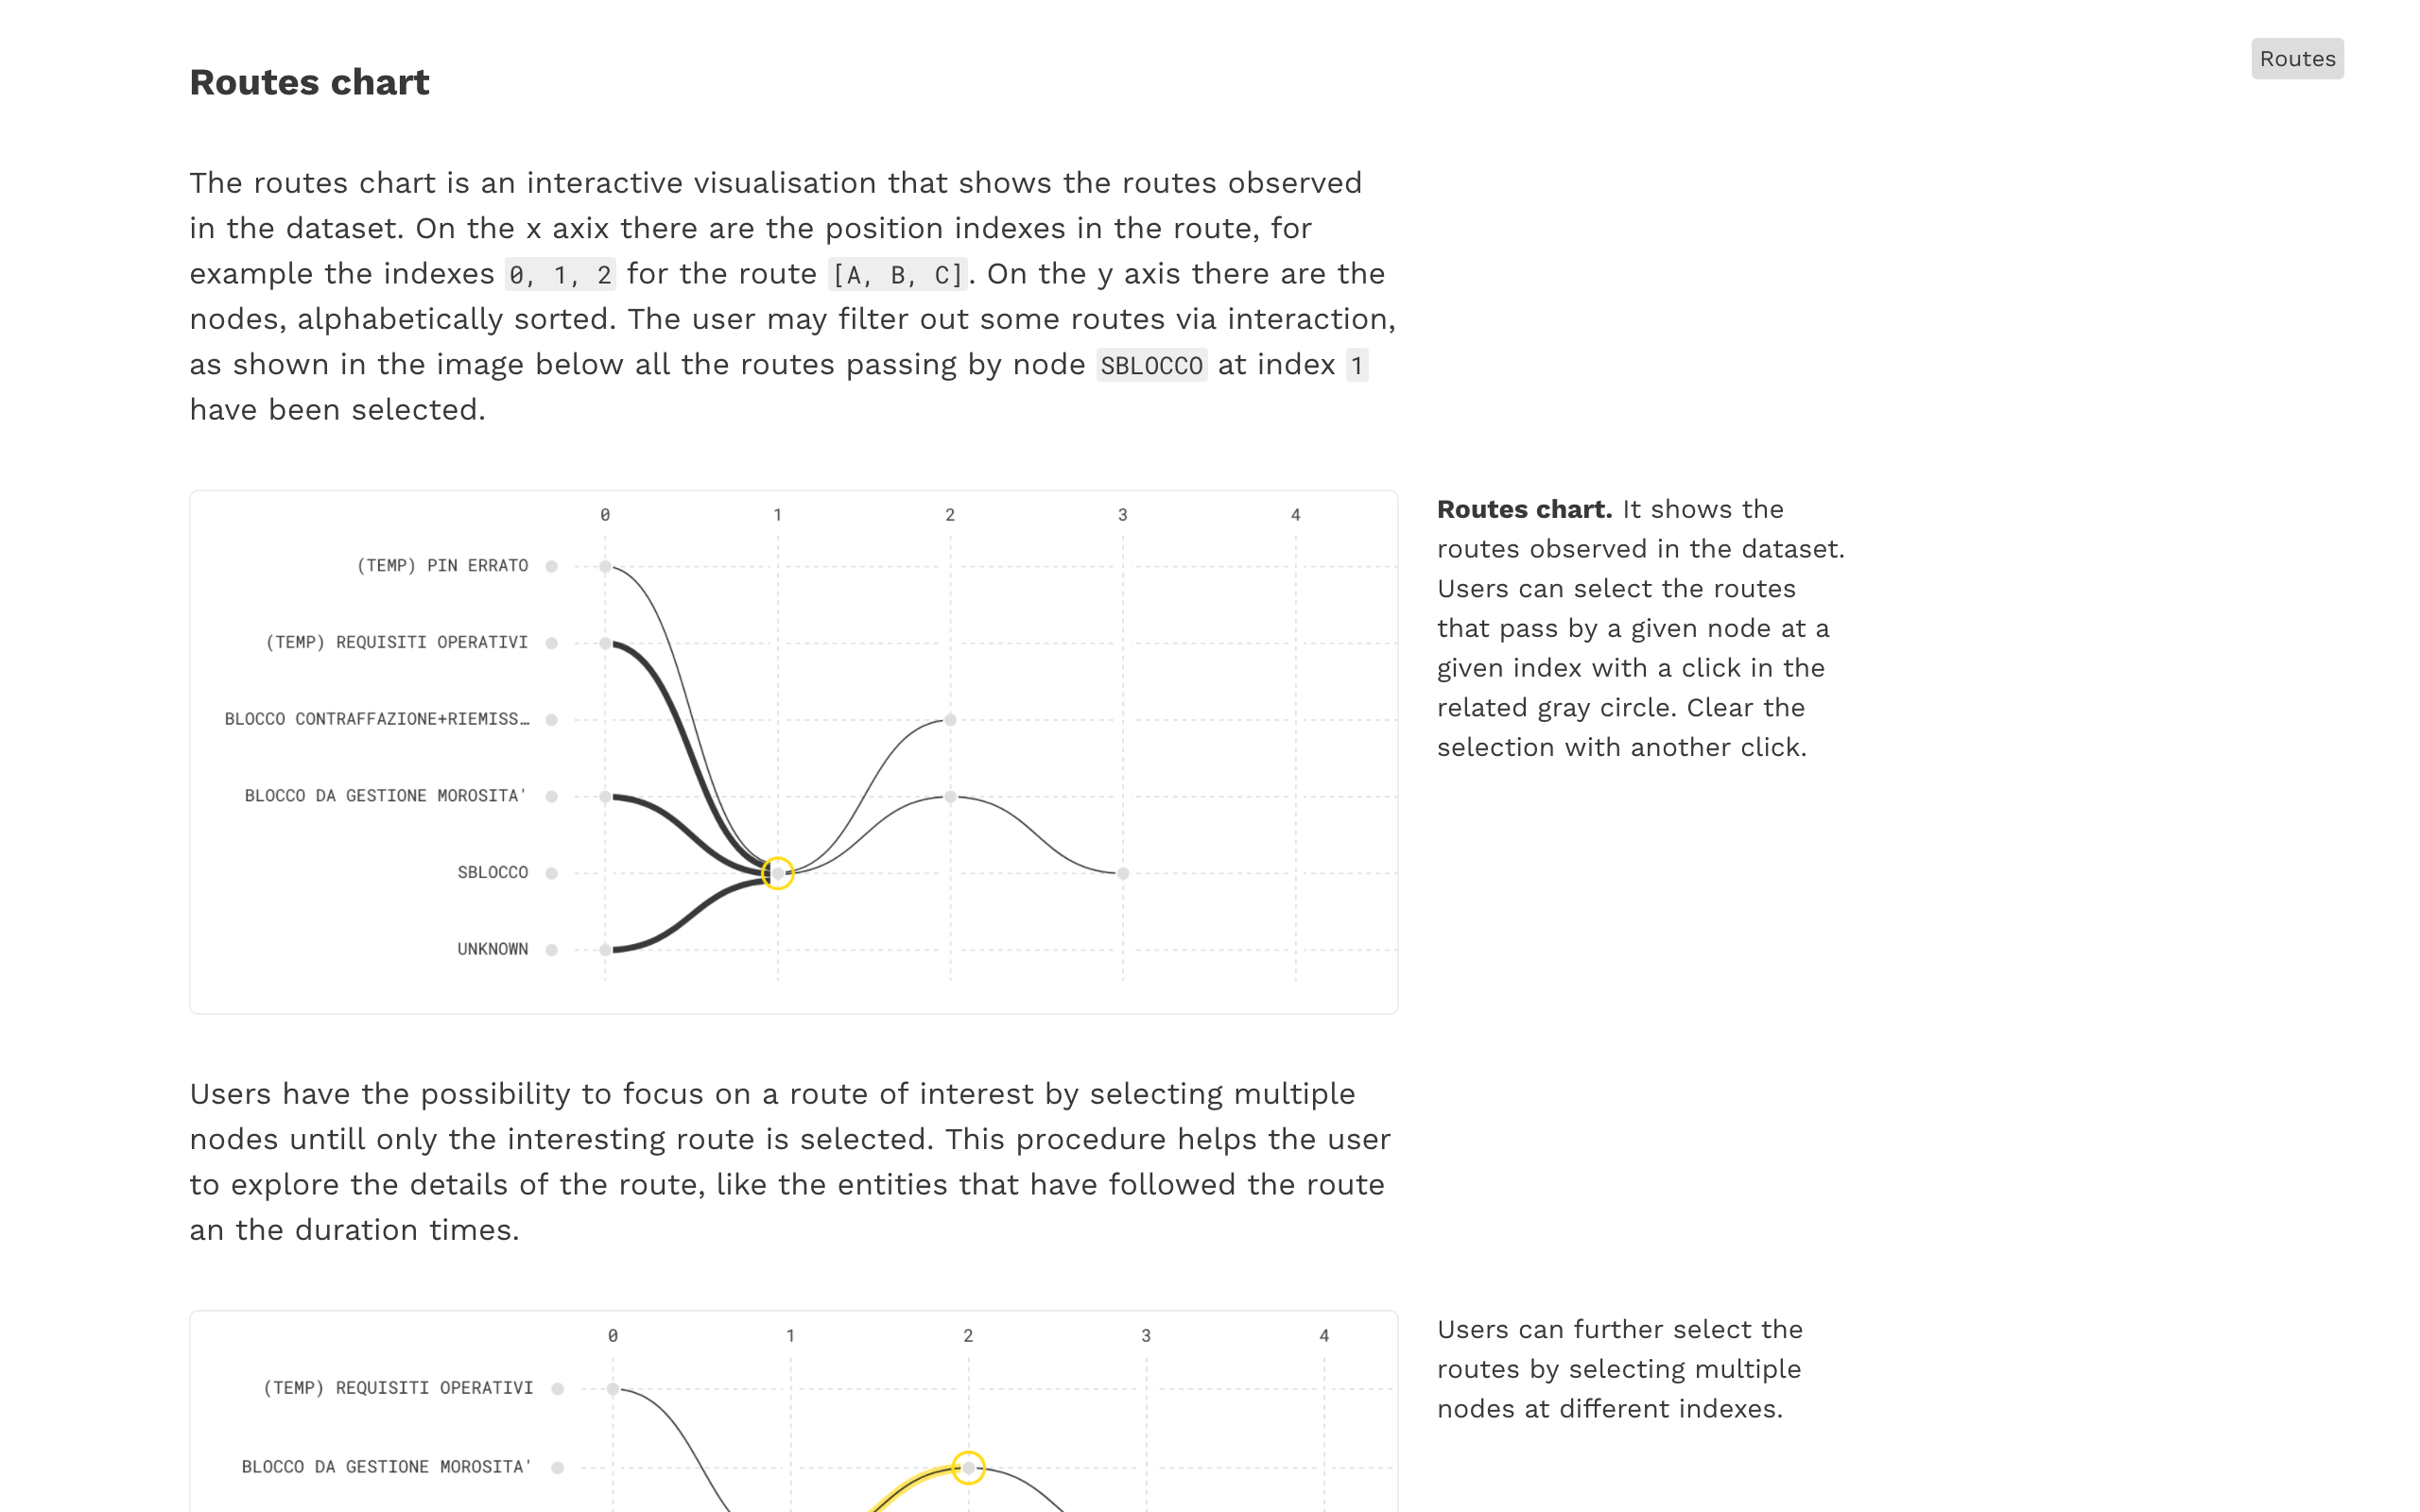 Routes
Routes chart
The routes chart is an interactive visualisation that shows the routes observed
in the dataset. On the x axix there are the position indexes in the route, for
example the indexes 0, 1, 2 for the route [A, B, C]. On the y axis there are the
nodes, alphabetically sorted. The user may filter out some routes via interaction,
as shown in the image below all the routes passing by node SBLOCCO at index 1
have been selected.
0 1 2 3 4
(TEMP) PIN ERRATO
(TEMP) REQUISITI OPERATIVI
BLOCCO CONTRAFFAZIONE+RIEMISS…
BLOCCO DA GESTIONE MOROSITA'
SBLOCCO
UNKNOWN
Routes chart. It shows the
routes observed in the dataset.
Users can select the routes
that pass by a given node at a
given index with a click in the
related gray circle. Clear the
selection with another click.
Users have the possibility to focus on a route of interest by selecting multiple
nodes untill only the interesting route is selected. This procedure helps the user
to explore the details of the route, like the entities that have followed the route
an the duration times.
0 1 2 3 4
(TEMP) REQUISITI OPERATIVI
BLOCCO DA GESTIONE MOROSITA'
Users can further select the
routes by selecting multiple
nodes at different indexes.